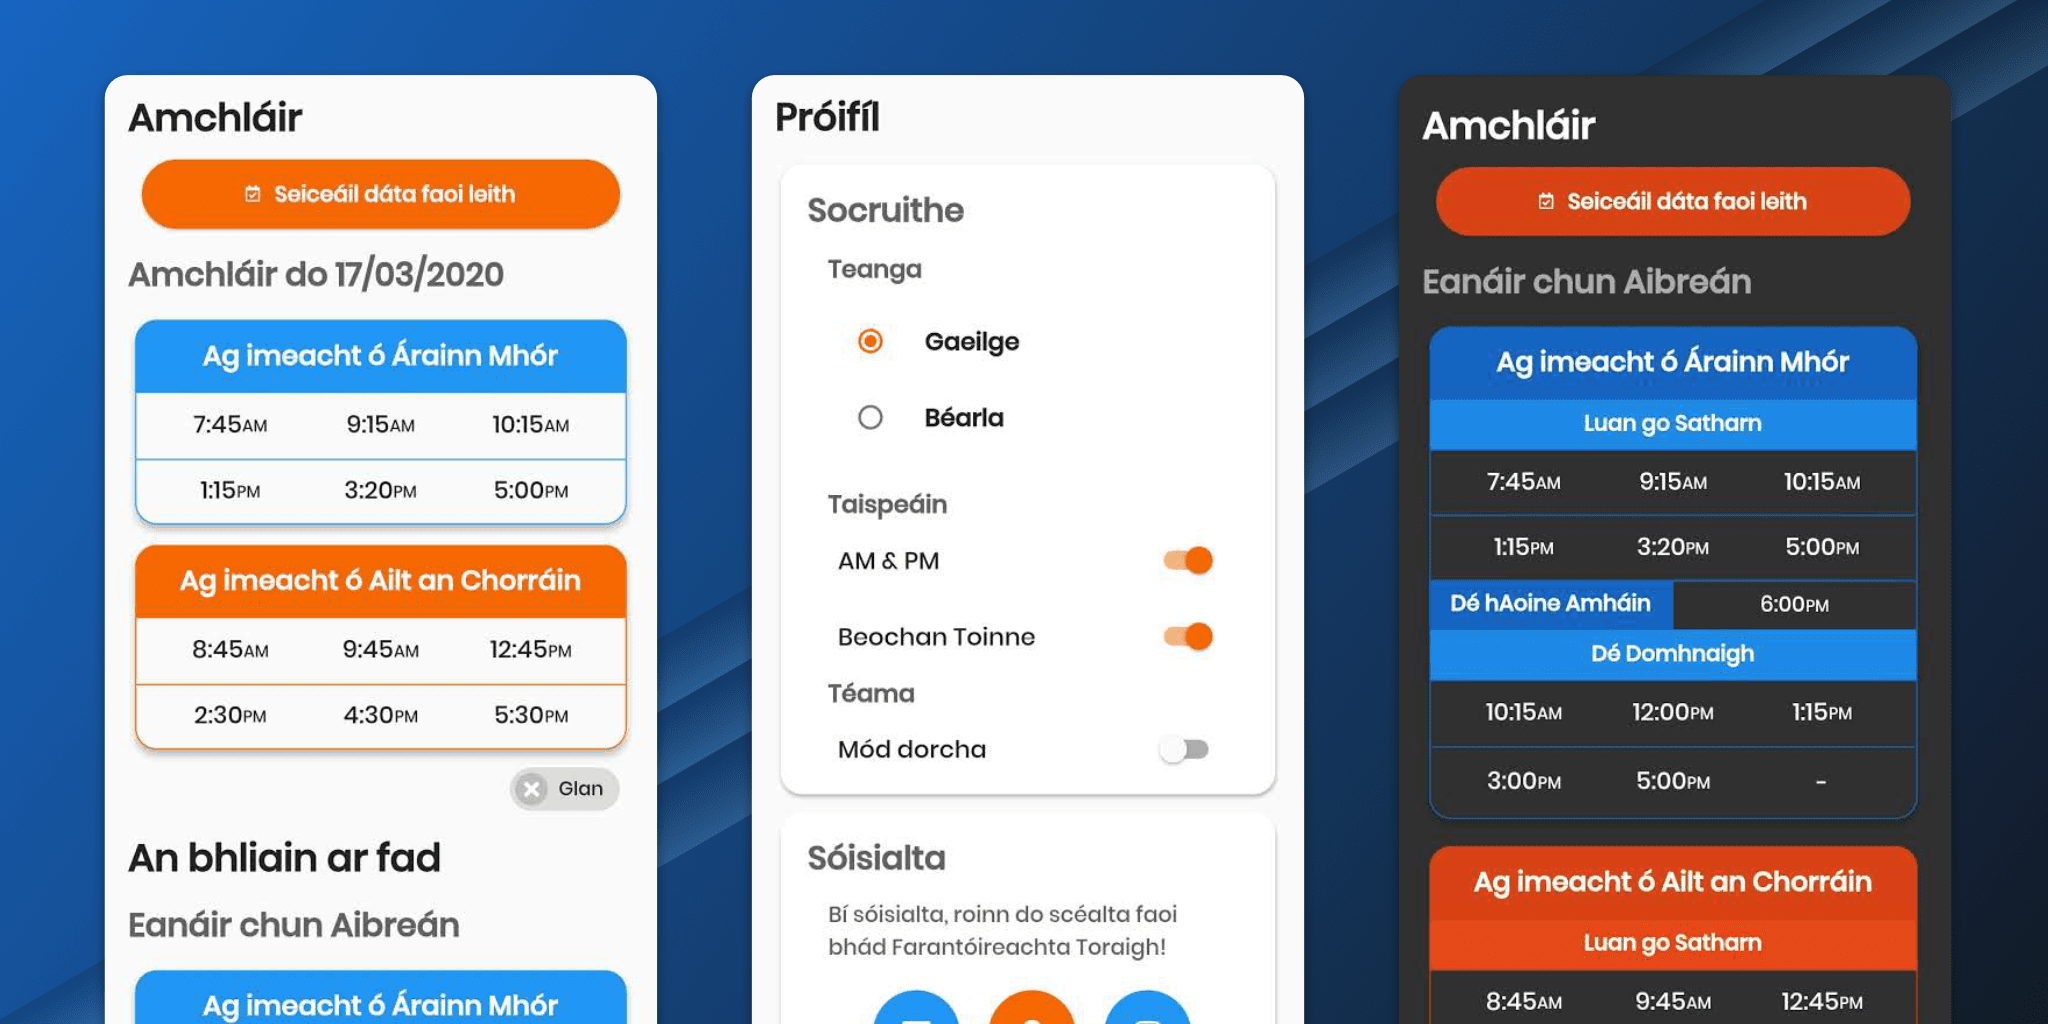 Amchláir
Seiceáil dáta faoi leith
Amchláir do 17/03/2020
Ag imeacht ó Árainn Mhór
7:45AM 9:15AM 10:15AM
1:15PM 3:20PM 5:00PM
Ag imeacht ó Ailt an Chorráin
8:45AM 9:45AM 12:45PM
2:30PM 4:30PM 5:30PM
Glan
An bhliain ar fad
Eanáir chun Aibreán
Ag imeacht ó Árainn Mhór
Próifíl
Socruithe
Teanga
Gaeilge
Béarla
Taispeáin
AM & PM
Beochan Toinne
Téama
Mód dorcha
Sóisialta
Bí sóisialta, roinn do scéalta faoi
bhád Farantóireachta Toraigh!
Amchláir
Seiceáil dáta faoi leith
Eanáir chun Aibreán
Ag imeacht ó Árainn Mhór
Luan go Satharn
7:45AM 9:15AM 10:15AM
1:15PM 3:20PM 5:00PM
Dé hAoine Amháin 6:00PM
Dé Domhnaigh
10:15AM 12:00PM 1:15PM
3:00PM 5:00PM -
Ag imeacht ó Ailt an Chorráin
Luan go Satharn
8:45AM 9:45AM 12:45PM